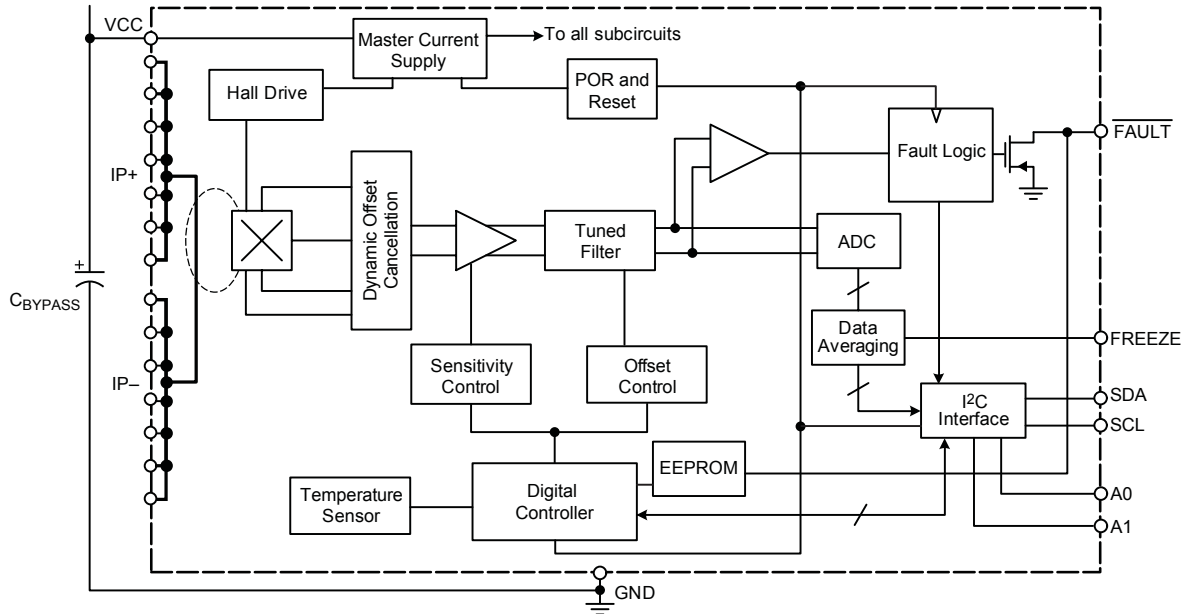 VCC
Master Current
Supply
To all subcircuits
Hall Drive
POR and
Reset
Fault Logic
FAULT
IP+
Dynamic Offset
Cancellation
Tuned
Filter
ADC
+
CBYPASS
Data
Averaging
FREEZE
Sensitivity
Control
Offset
Control
IP–
I²C
Interface
SDA
SCL
EEPROM
Temperature
Sensor
Digital
Controller
A0
A1
GND